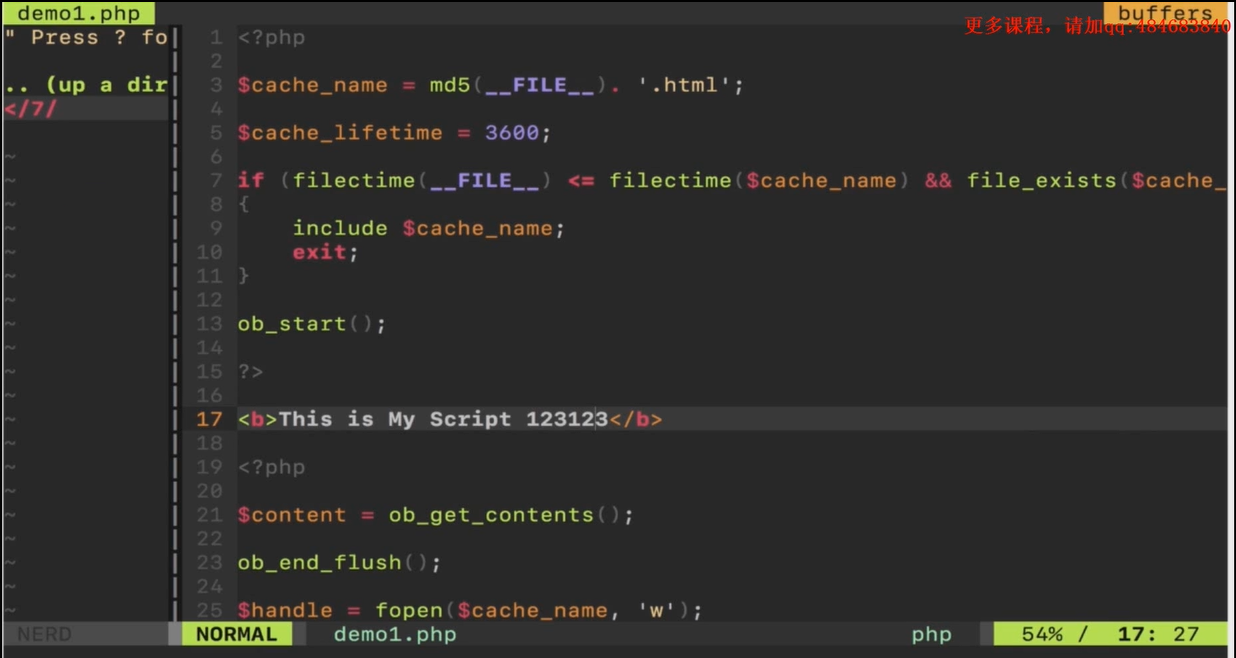 demo1.php
buffers
更多课程，请加qq:484683840
" Press ? fo
.. (up a dir
</7/
1 <?php
2
3 $cache_name = md5(__FILE__). '.html';
4
5 $cache_lifetime = 3600;
6
7 if (filectime(__FILE__) <= filectime($cache_name) && file_exists($cache_
8 {
9 include $cache_name;
10 exit;
11 }
12
13 ob_start();
14
15 ?>
16
17 <b>This is My Script 123123</b>
18
19 <?php
20
21 $content = ob_get_contents();
22
23 ob_end_flush();
24
25 $handle = fopen($cache_name, 'w');
NERD NORMAL demo1.php php 54% / 17: 27